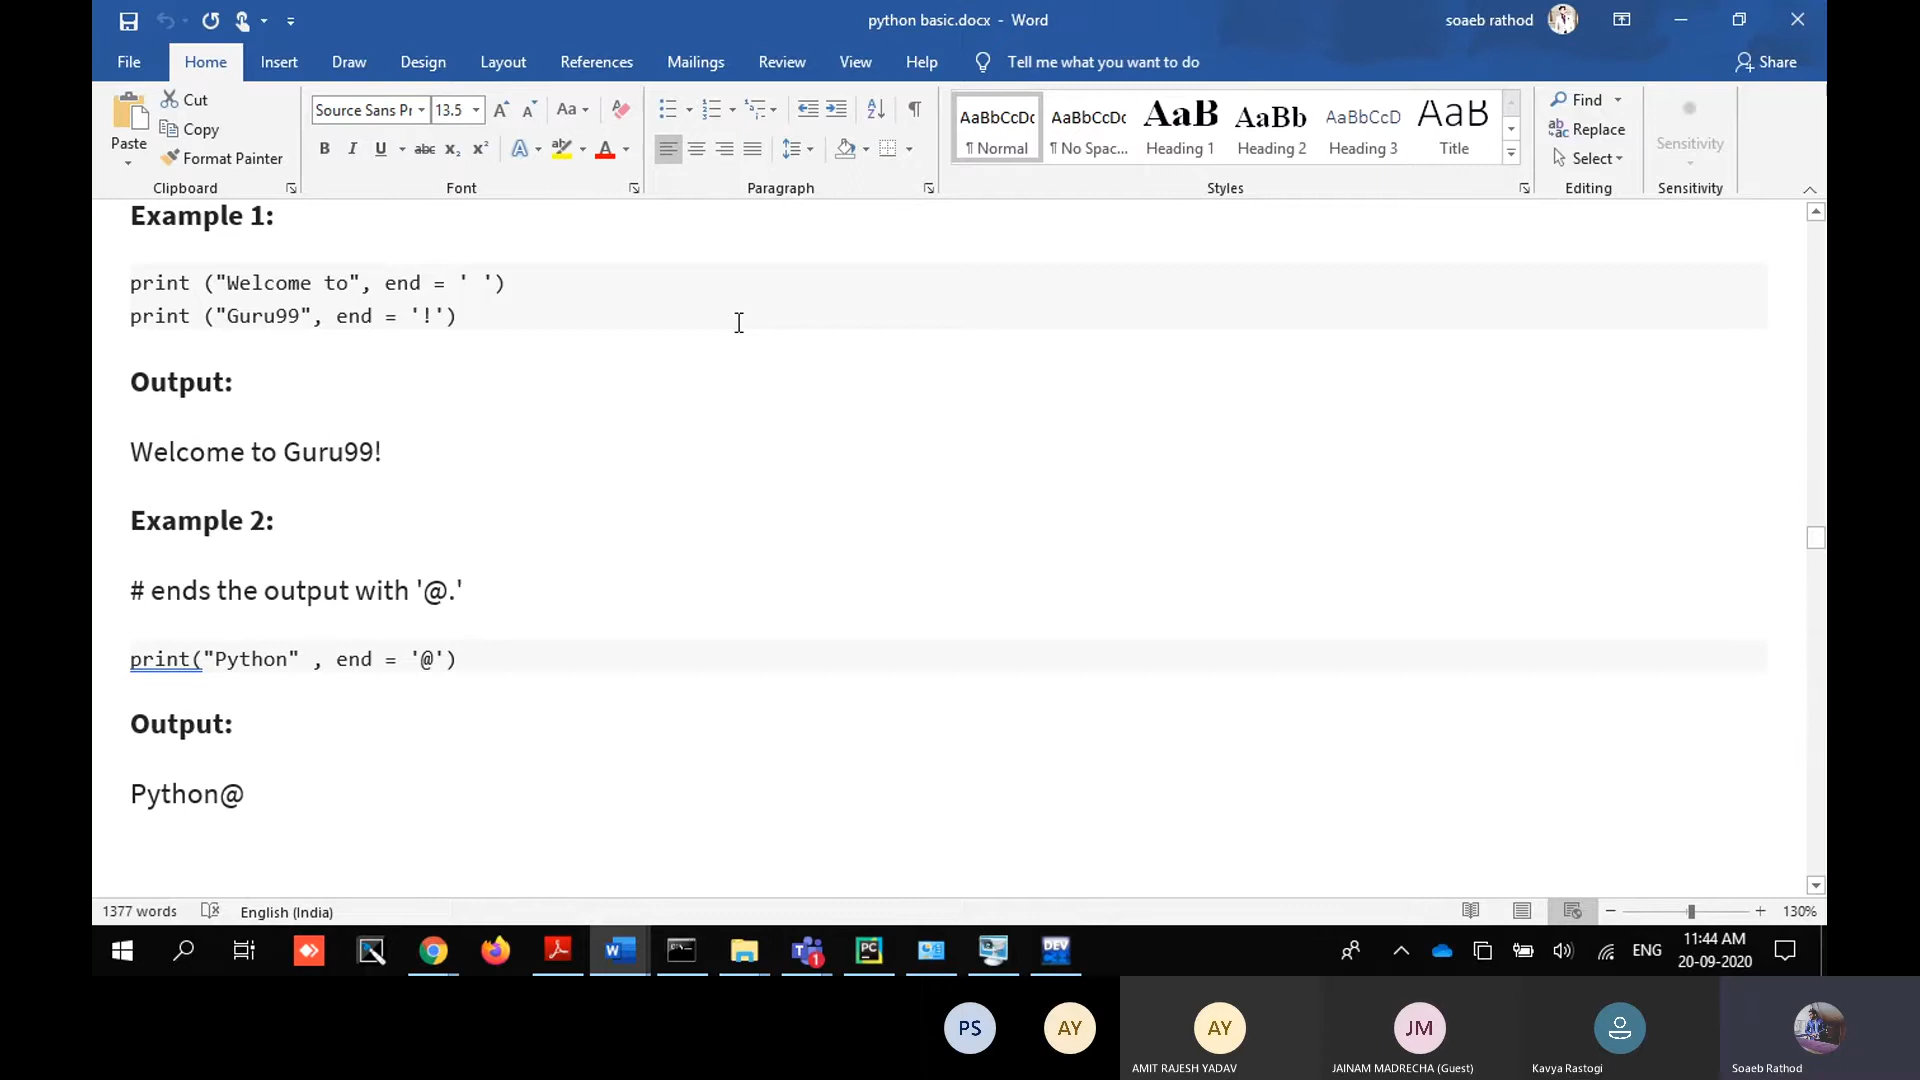 python basic.docx - Word
soaeb rathod
File Home Insert Draw Design Layout References Mailings Review View Help Tell me what you want to do Share
Paste
Cut
Copy
Format Painter
Clipboard
Source Sans Pr 13.5
Font
Paragraph
AaBbCcDc AaBbCcDc AaB AaBb AaBbCcD AaB
¶ Normal ¶ No Spac... Heading 1 Heading 2 Heading 3 Title
Styles
Find
Replace
Select
Editing
Sensitivity
Sensitivity
Example 1:
print ("Welcome to", end = ' ')
print ("Guru99", end = '!')
Output:
Welcome to Guru99!
Example 2:
# ends the output with '@.'
print("Python" , end = '@')
Output:
Python@
1377 words English (India) 130%
ENG
11:44 AM
20-09-2020
PS AY AY JM
AMIT RAJESH YADAV JAINAM MADRECHA (Guest) Kavya Rastogi Soaeb Rathod